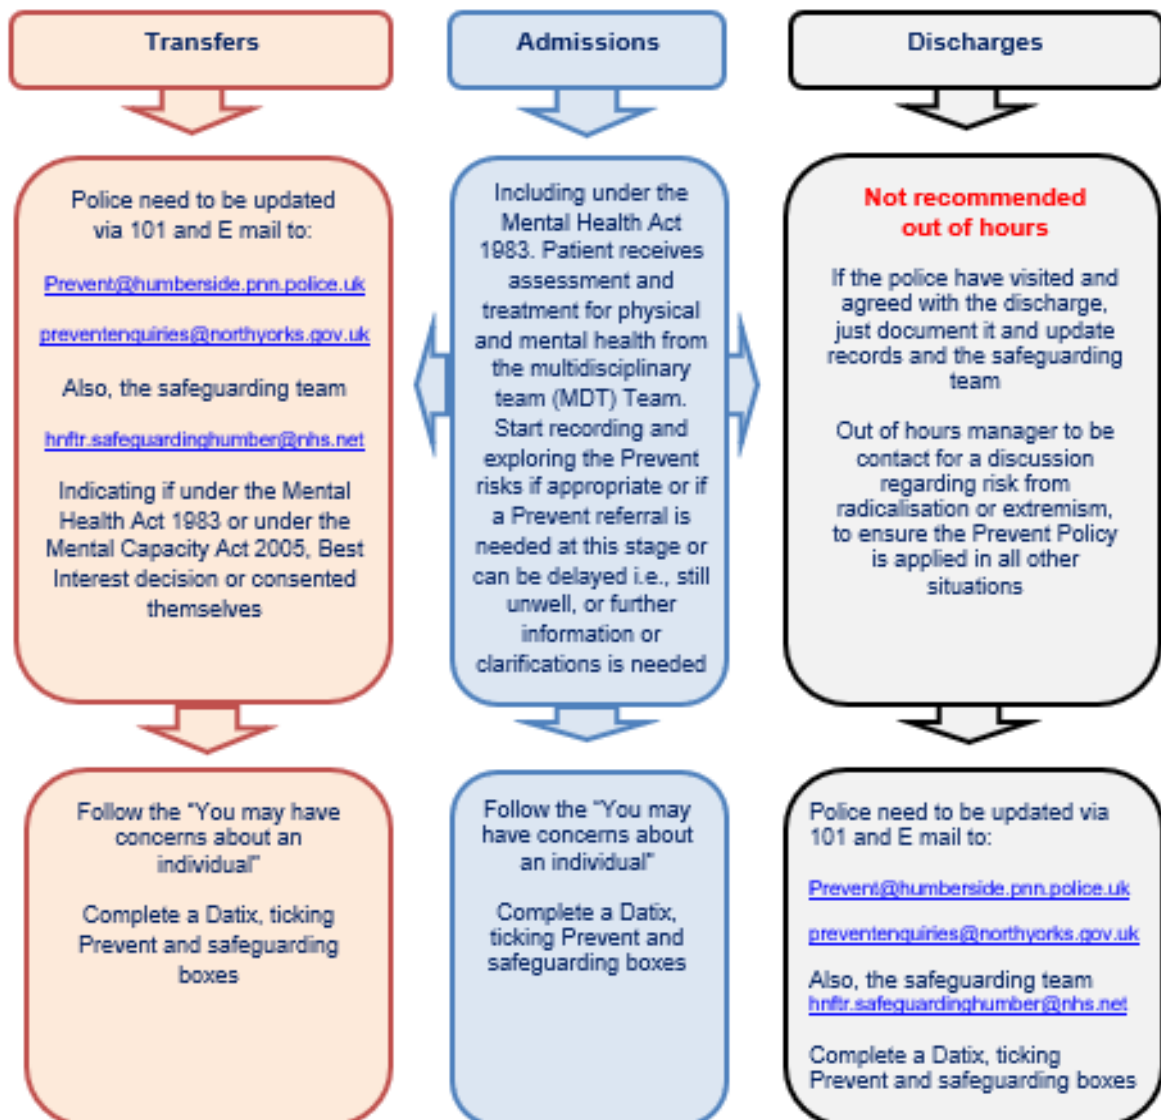 Transfers
Police need to be updated
via 101 and E mail to:
Prevent@humberside.pnn.police.uk
preventenquiries@northyorks.gov.uk
Also, the safeguarding team
hnftr.safeguardinghumber@nhs.net
Indicating if under the Mental
Health Act 1983 or under the
Mental Capacity Act 2005, Best
Interest decision or consented
themselves
Follow the "You may have
concerns about an
individual"
Complete a Datix, ticking
Prevent and safeguarding
boxes
Admissions
Including under the
Mental Health Act
1983. Patient receives
assessment and
treatment for physical
and mental health from
the multidisciplinary
team (MDT) Team.
Start recording and
exploring the Prevent
risks if appropriate or if
a Prevent referral is
needed at this stage or
can be delayed i.e., still
unwell, or further
information or
clarifications is needed
Follow the "You may
have concerns about
an individual"
Complete a Datix,
ticking Prevent and
safeguarding boxes
Discharges
Not recommended
out of hours
If the police have visited and
agreed with the discharge,
just document it and update
records and the safeguarding
team
Out of hours manager to be
contact for a discussion
regarding risk from
radicalisation or extremism,
to ensure the Prevent Policy
is applied in all other
situations
Police need to be updated via
101 and E mail to:
Prevent@humberside.pnn.police.uk
preventenquiries@northyorks.gov.uk
Also, the safeguarding team
hnftr.safeguardinghumber@nhs.net
Complete a Datix, ticking
Prevent and safeguarding boxes